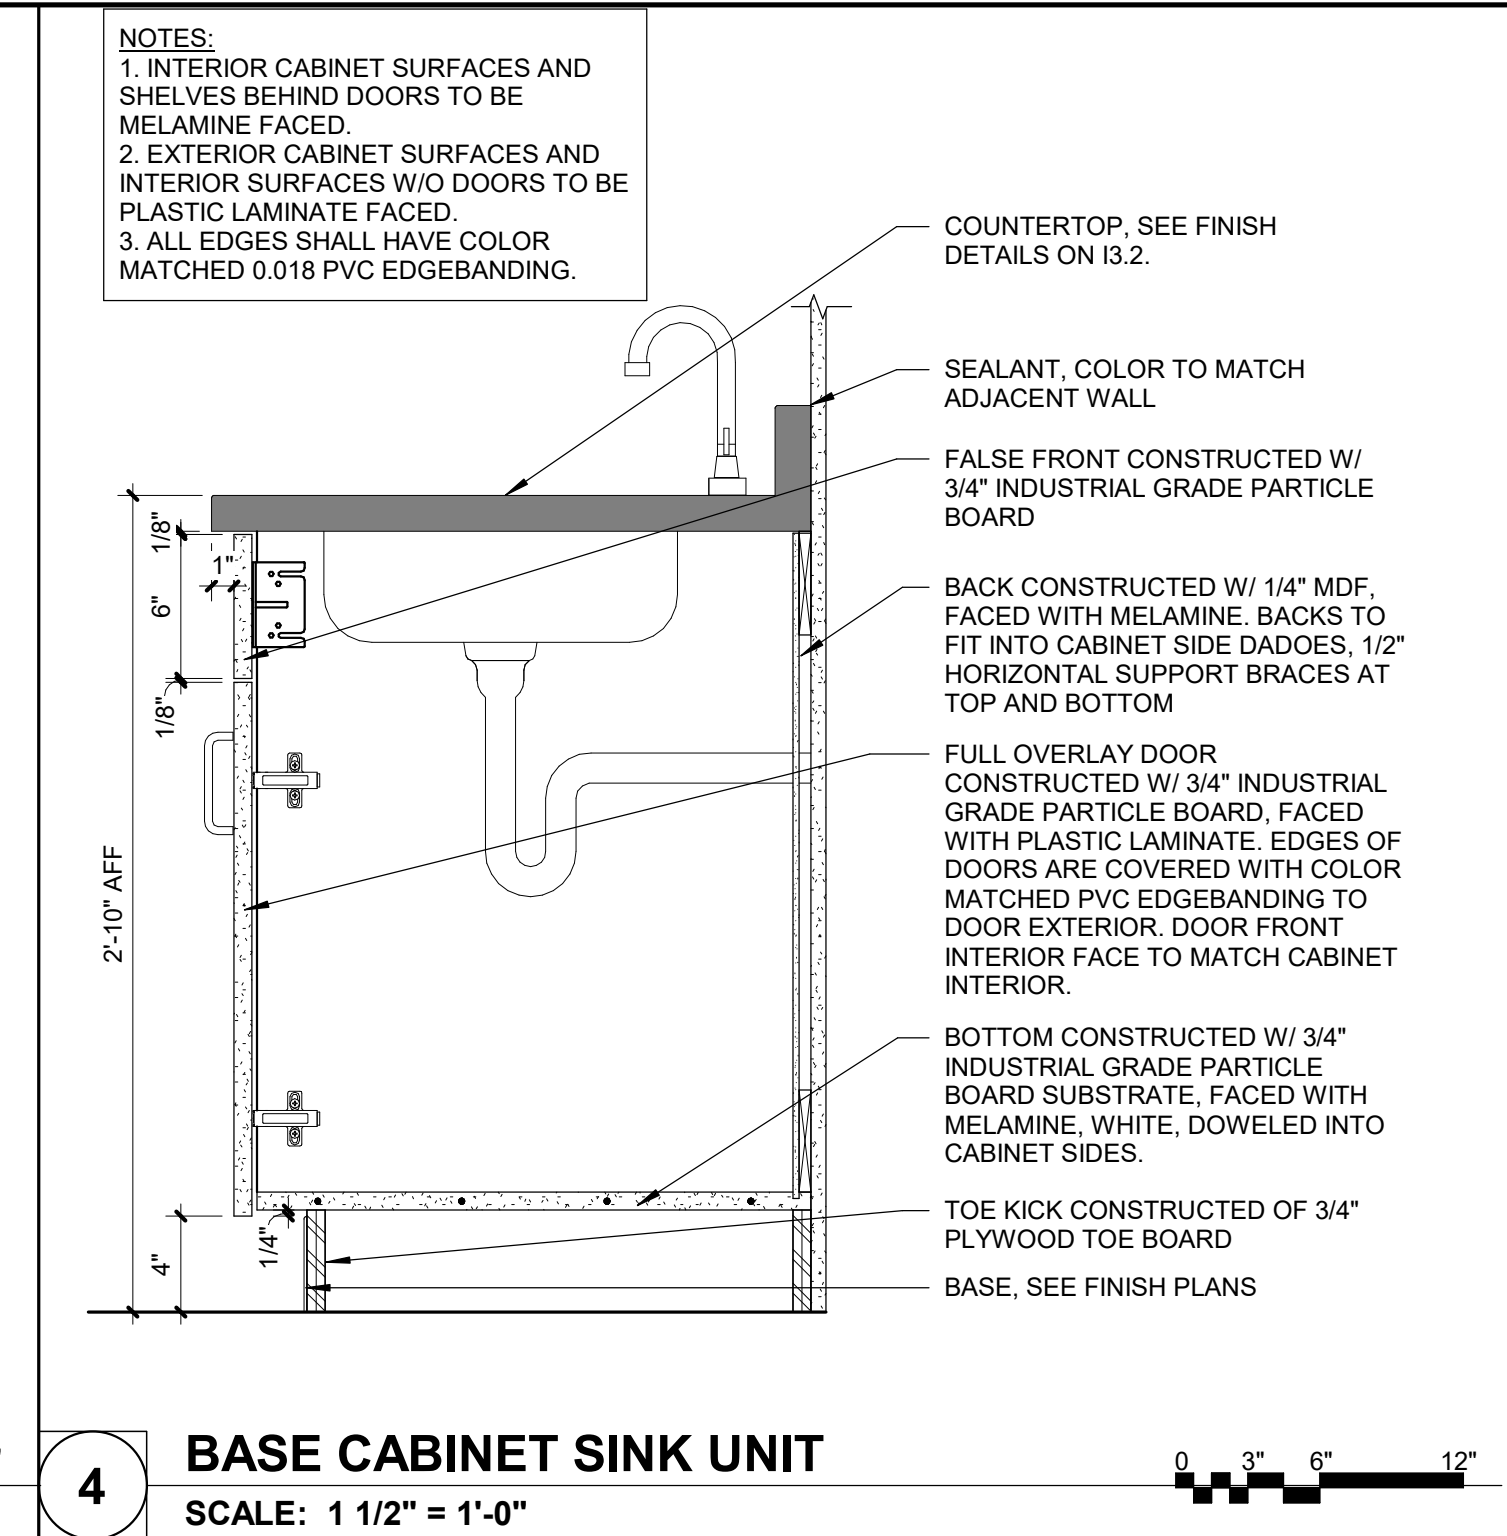 NOTES:
1. INTERIOR CABINET SURFACES AND
SHELVES BEHIND DOORS TO BE
MELAMINE FACED.
2. EXTERIOR CABINET SURFACES AND
INTERIOR SURFACES W/O DOORS TO BE
PLASTIC LAMINATE FACED.
3. ALL EDGES SHALL HAVE COLOR
MATCHED 0.018 PVC EDGEBANDING.
COUNTERTOP, SEE FINISH
DETAILS ON I3.2.
SEALANT, COLOR TO MATCH
ADJACENT WALL
FALSE FRONT CONSTRUCTED W/
3/4" INDUSTRIAL GRADE PARTICLE
BOARD
BACK CONSTRUCTED W/ 1/4" MDF,
FACED WITH MELAMINE. BACKS TO
FIT INTO CABINET SIDE DADOES, 1/2"
HORIZONTAL SUPPORT BRACES AT
TOP AND BOTTOM
FULL OVERLAY DOOR
CONSTRUCTED W/ 3/4" INDUSTRIAL
GRADE PARTICLE BOARD, FACED
WITH PLASTIC LAMINATE. EDGES OF
DOORS ARE COVERED WITH COLOR
MATCHED PVC EDGEBANDING TO
DOOR EXTERIOR. DOOR FRONT
INTERIOR FACE TO MATCH CABINET
INTERIOR.
BOTTOM CONSTRUCTED W/ 3/4"
INDUSTRIAL GRADE PARTICLE
BOARD SUBSTRATE, FACED WITH
MELAMINE, WHITE, DOWELED INTO
CABINET SIDES.
TOE KICK CONSTRUCTED OF 3/4"
PLYWOOD TOE BOARD
BASE, SEE FINISH PLANS
1/8"
1"
6"
1/8"
2'-10" AFF
4"
1/4"
4
BASE CABINET SINK UNIT
SCALE: 1 1/2" = 1'-0"
0 3" 6" 12"